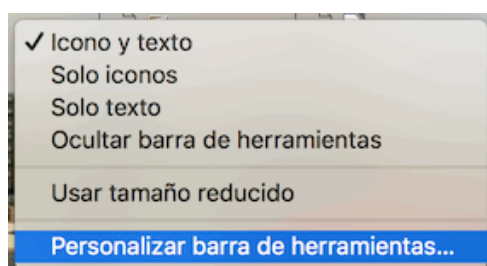 ✓ Icono y texto
Solo iconos
Solo texto
Ocultar barra de herramientas
Usar tamaño reducido
Personalizar barra de herramientas...